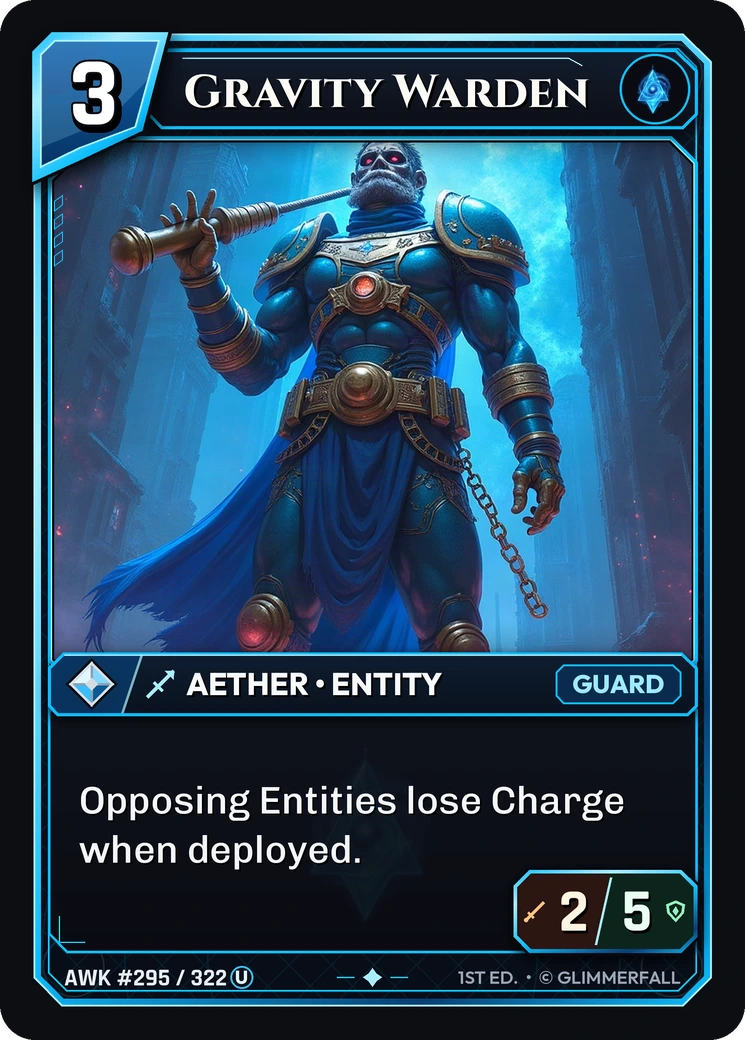 3
GRAVITY WARDEN
AETHER • ENTITY
GUARD
Opposing Entities lose Charge
when deployed.
2/5
AWK #295 / 322 U
1ST ED. • © GLIMMERFALL